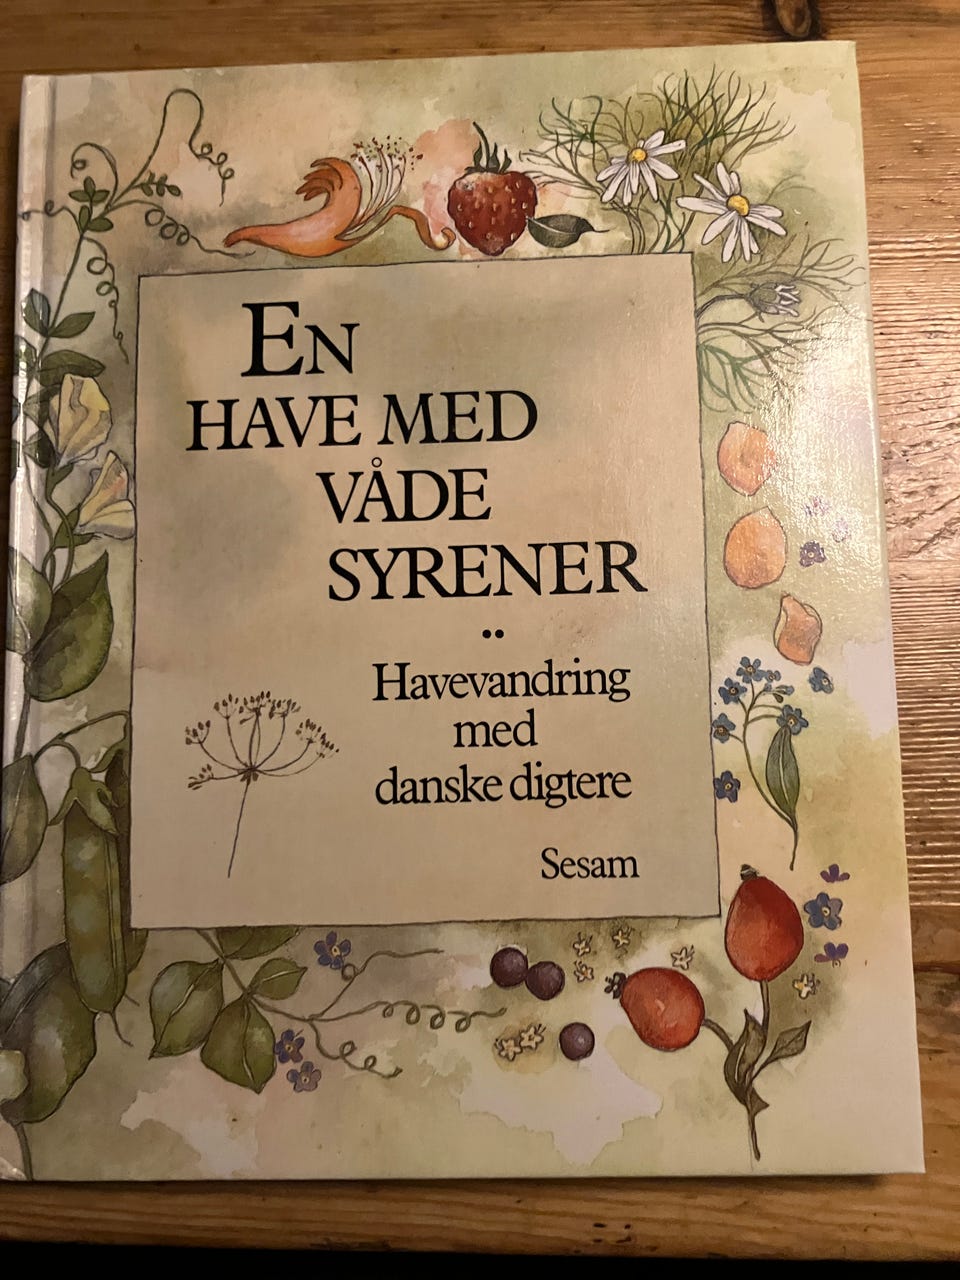 EN
HAVE MED
VÅDE
SYRENER
••
Havevandring
med
danske digtere
Sesam